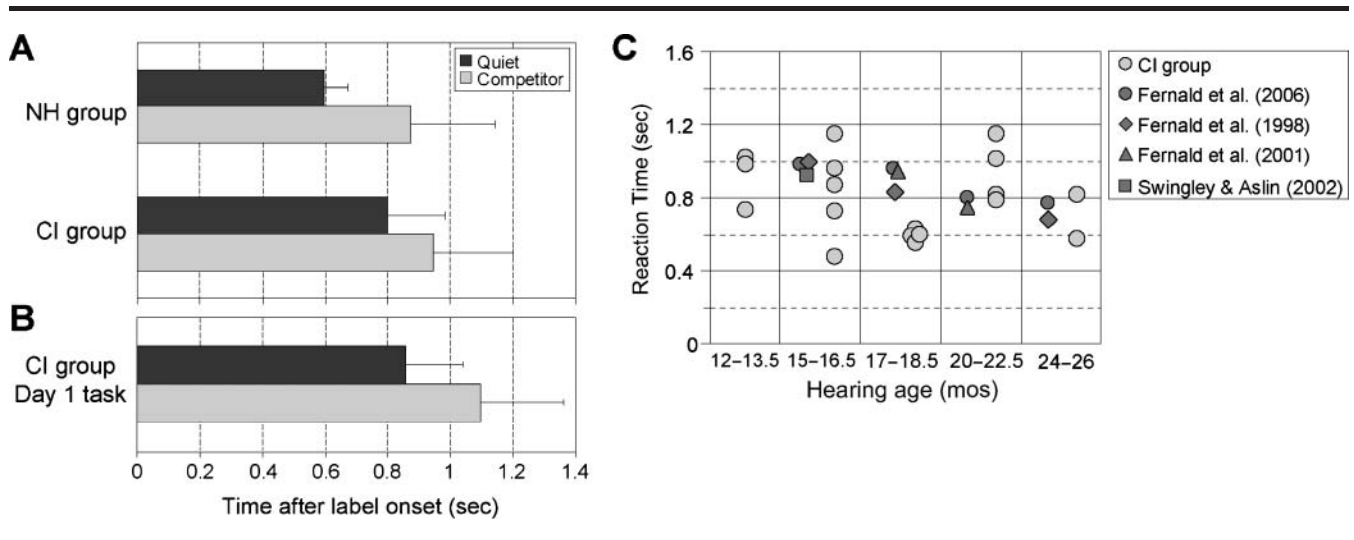 A
Quiet
Competitor
NH group
CI group
B
CI group
Day 1 task
0 0.2 0.4 0.6 0.8 1 1.2 1.4
Time after label onset (sec)
C
1.6
1.2
0.8
0.4
0
Reaction Time (sec)
12–13.5 15–16.5 17–18.5 20–22.5 24–26
Hearing age (mos)
CI group
Fernald et al. (2006)
Fernald et al. (1998)
Fernald et al. (2001)
Swingley & Aslin (2002)